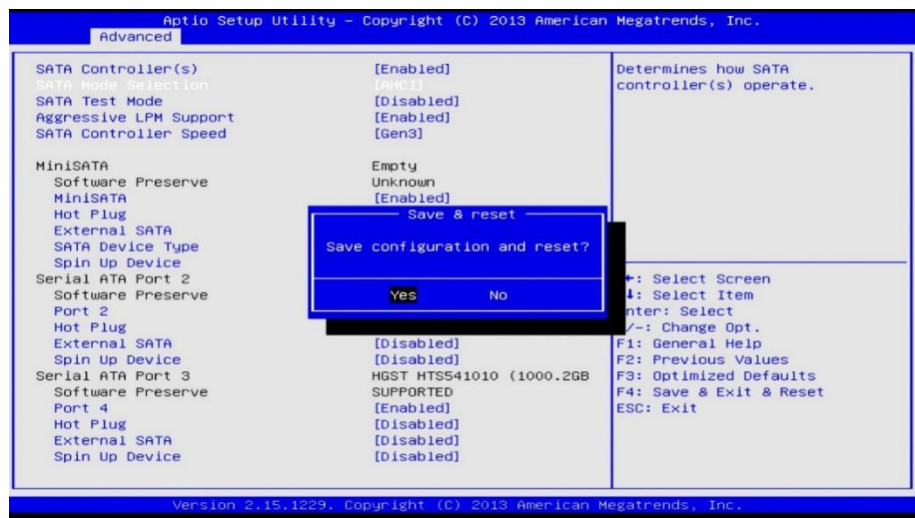 Aptio Setup Utility – Copyright (C) 2013 American Megatrends, Inc.
Advanced
SATA Controller(s) [Enabled]
SATA Mode Selection [AHCI]
SATA Test Mode [Disabled]
Aggressive LPM Support [Enabled]
SATA Controller Speed [Gen3]
MiniSATA Empty
Software Preserve Unknown
MiniSATA [Enabled]
Hot Plug
External SATA
SATA Device Type
Spin Up Device
Serial ATA Port 2
Software Preserve
Port 2
Hot Plug
External SATA [Disabled]
Spin Up Device [Disabled]
Serial ATA Port 3 HGST HTS541010 (1000.2GB
Software Preserve SUPPORTED
Port 4 [Enabled]
Hot Plug [Disabled]
External SATA [Disabled]
Spin Up Device [Disabled]
Save & reset
Save configuration and reset?
Yes No
Determines how SATA
controller(s) operate.
: Select Screen
: Select Item
: Select
/-: Change Opt.
F1: General Help
F2: Previous Values
F3: Optimized Defaults
F4: Save & Exit & Reset
ESC: Exit
Version 2.15.1229. Copyright (C) 2013 American Megatrends, Inc.